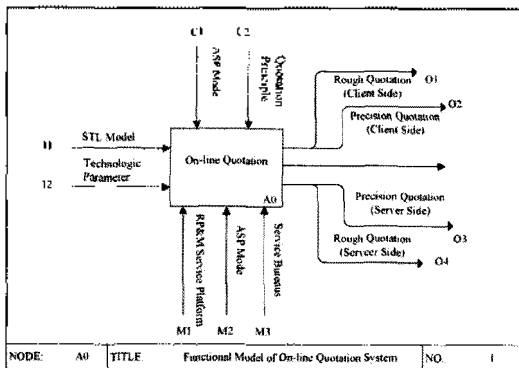 C1
C2
ASP Mode
Quotation
Principle
Rough Quotation
(Client Side)
O1
Precision Quotation
(Client Side)
O2
I1
STL Model
Technologic
Parameter
I2
On-line Quotation
A0
Precision Quotation
(Server Side)
O3
Rough Quotation
(Servcer Side)
O4
RP&M Service Platform
ASP Mode
Service Bureaus
M1
M2
M3
NODE: A0
TITLE
Functional Model of On-line Quotation System
NO.
1